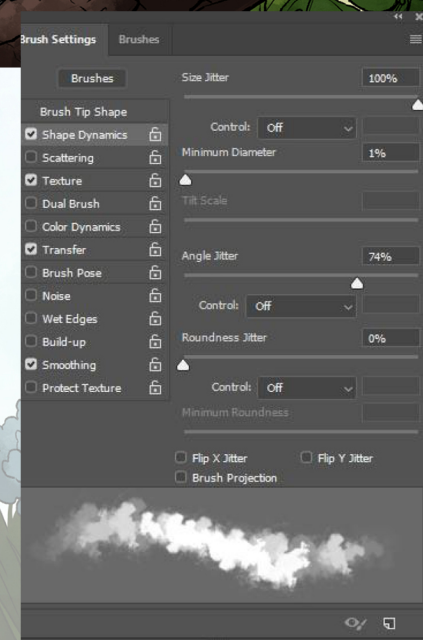 Brush Settings Brushes
Brushes
Brush Tip Shape
Shape Dynamics
Scattering
Texture
Dual Brush
Color Dynamics
Transfer
Brush Pose
Noise
Wet Edges
Build-up
Smoothing
Protect Texture
Size Jitter 100%
Control: Off
Minimum Diameter 1%
Tilt Scale
Angle Jitter 74%
Control: Off
Roundness Jitter 0%
Control: Off
Minimum Roundness
Flip X Jitter Flip Y Jitter
Brush Projection